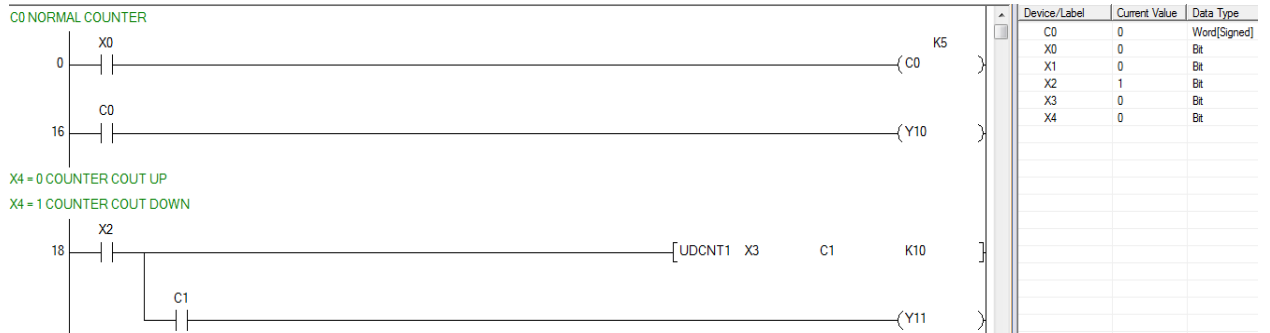 C0 NORMAL COUNTER
X0
K5
0
C0
C0
16
Y10
X4 = 0 COUNTER COUT UP
X4 = 1 COUNTER COUT DOWN
X2
18
UDCNT1 X3 C1 K10
C1
Y11
Device/Label Current Value Data Type
C0 0 Word[Signed]
X0 0 Bit
X1 0 Bit
X2 1 Bit
X3 0 Bit
X4 0 Bit